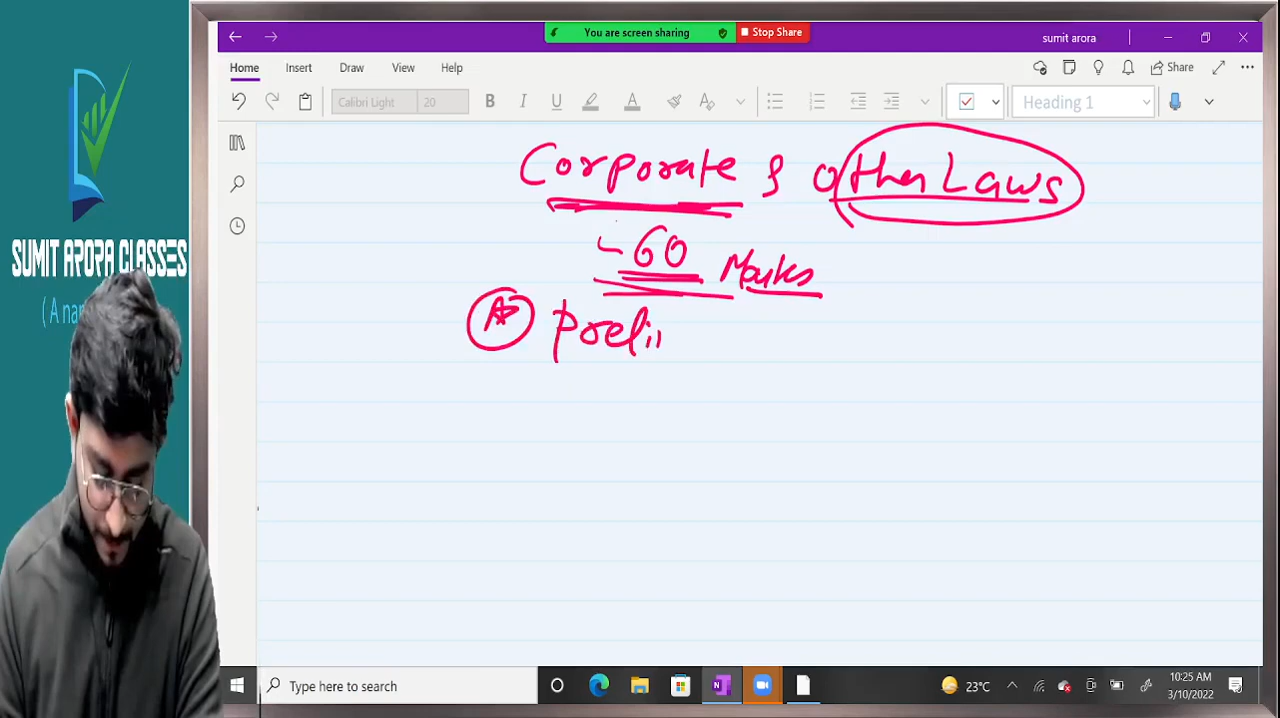 You are screen sharing
Stop Share
sumit arora
Home Insert Draw View Help
Share
Calibri Light 20 B I U A Heading 1
SUMIT ARORA CLASSES
( A na
Corporate & other Laws
- 60 Marks
A Preli
Type here to search
23°C
10:25 AM
3/10/2022